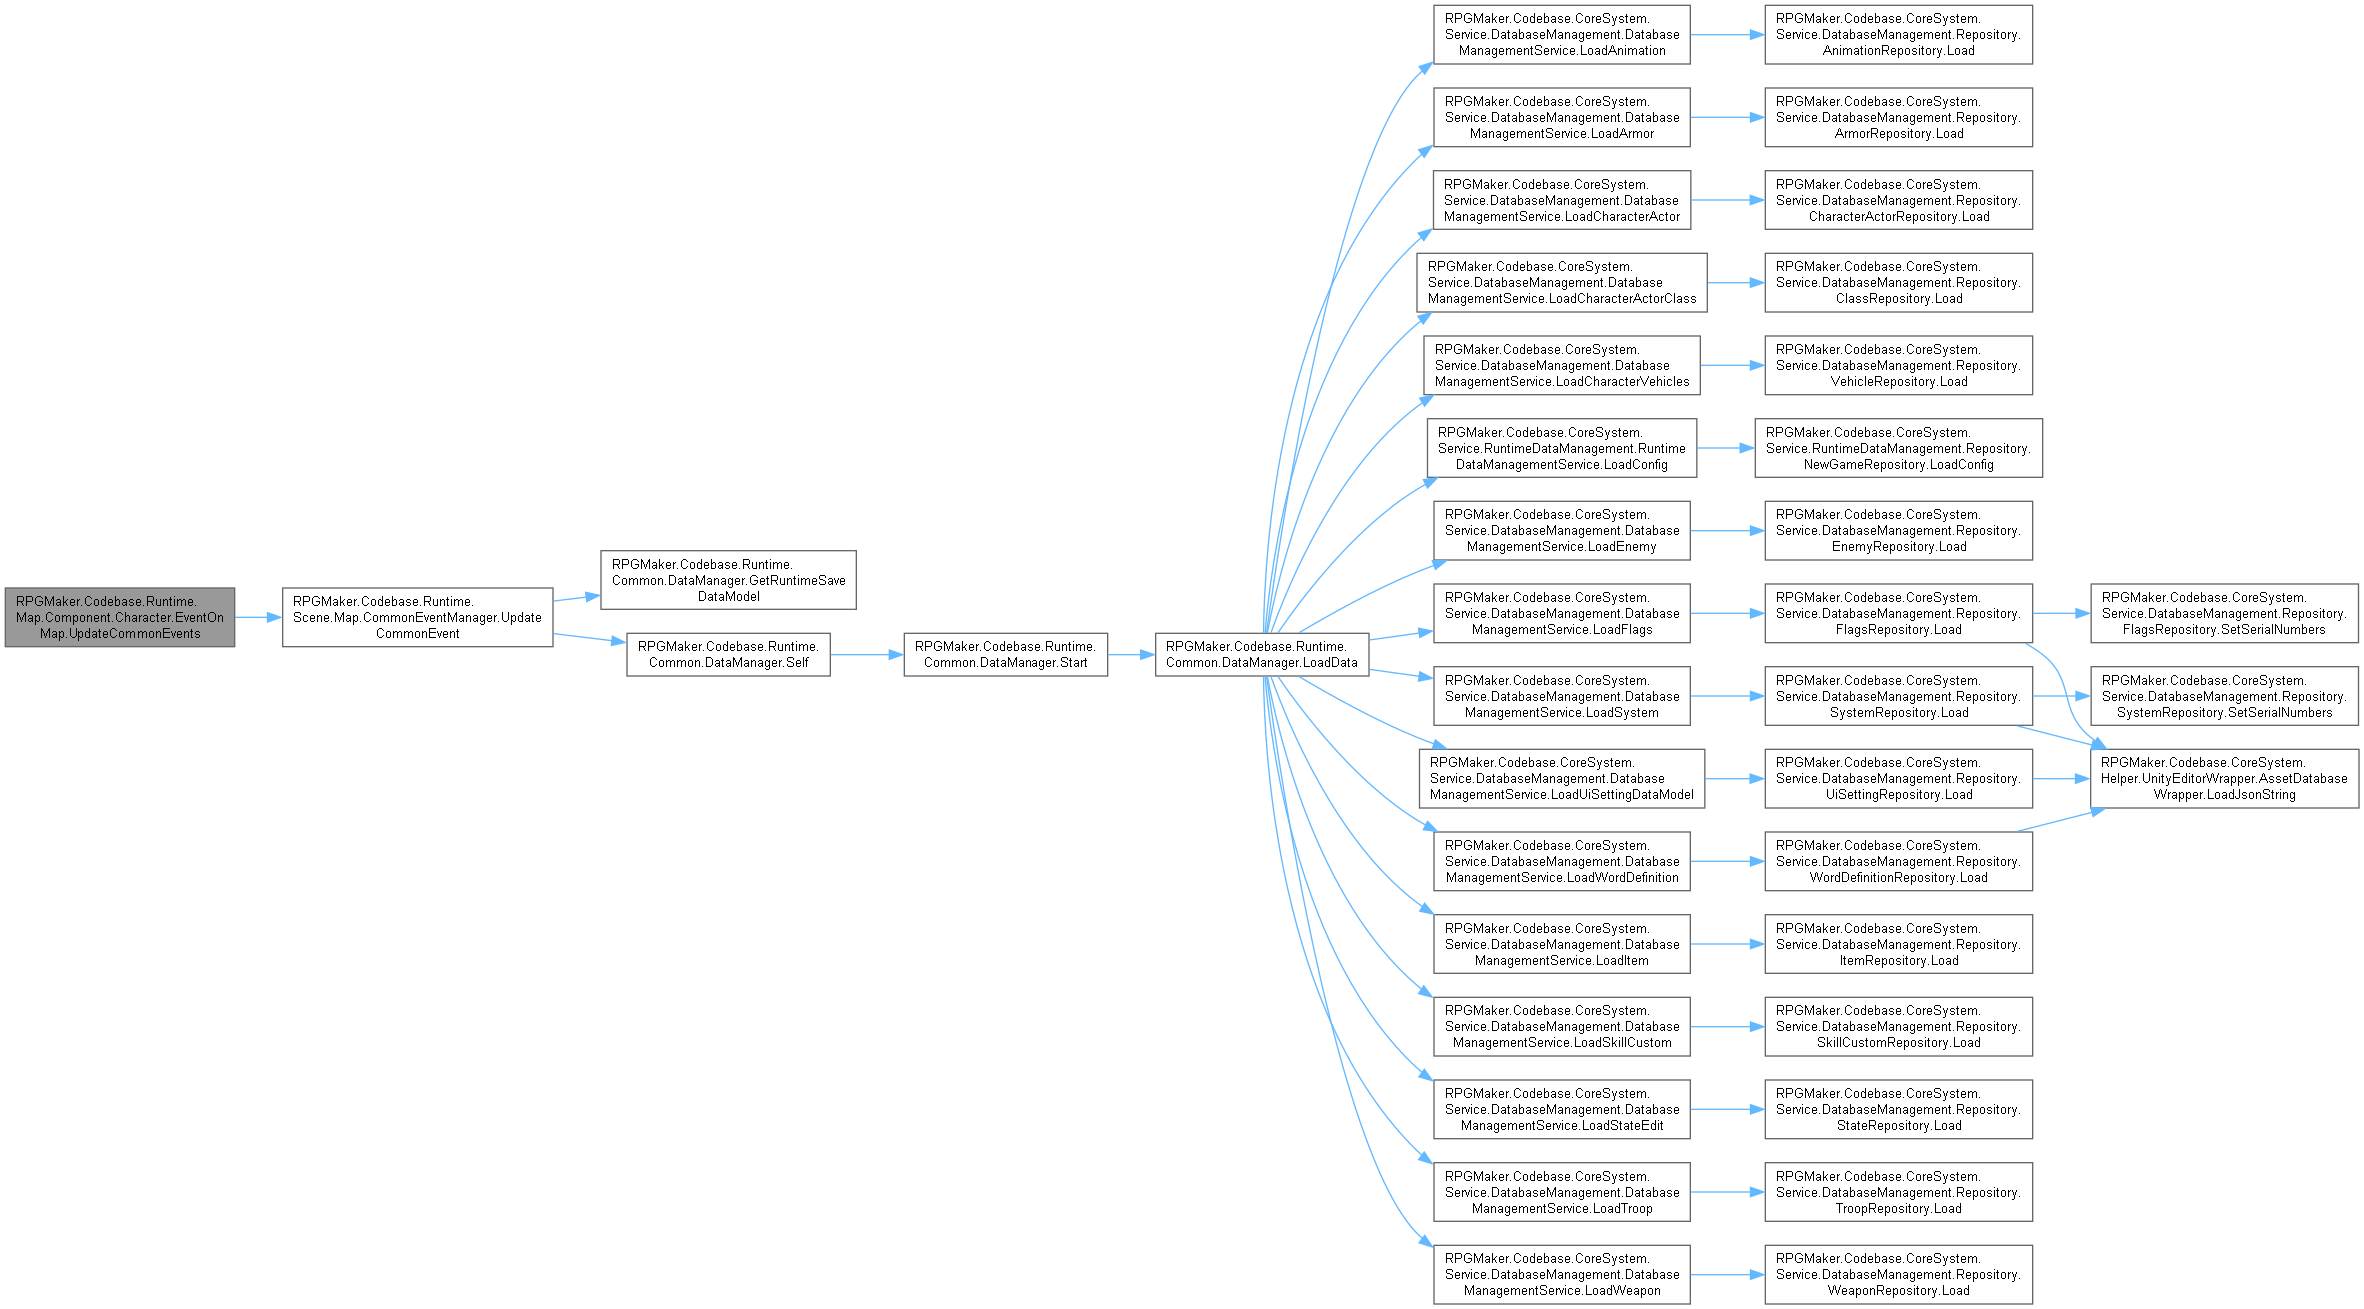 RPGMaker.Codebase.Runtime.
Map.Component.Character.EventOn
Map.UpdateCommonEvents
RPGMaker.Codebase.Runtime.
Scene.Map.CommonEventManager.Update
CommonEvent
RPGMaker.Codebase.Runtime.
Common.DataManager.GetRuntimeSave
DataModel
RPGMaker.Codebase.Runtime.
Common.DataManager.Self
RPGMaker.Codebase.Runtime.
Common.DataManager.Start
RPGMaker.Codebase.Runtime.
Common.DataManager.LoadData
RPGMaker.Codebase.CoreSystem.
Service.DatabaseManagement.Database
ManagementService.LoadAnimation
RPGMaker.Codebase.CoreSystem.
Service.DatabaseManagement.Repository.
AnimationRepository.Load
RPGMaker.Codebase.CoreSystem.
Service.DatabaseManagement.Database
ManagementService.LoadArmor
RPGMaker.Codebase.CoreSystem.
Service.DatabaseManagement.Repository.
ArmorRepository.Load
RPGMaker.Codebase.CoreSystem.
Service.DatabaseManagement.Database
ManagementService.LoadCharacterActor
RPGMaker.Codebase.CoreSystem.
Service.DatabaseManagement.Repository.
CharacterActorRepository.Load
RPGMaker.Codebase.CoreSystem.
Service.DatabaseManagement.Database
ManagementService.LoadCharacterActorClass
RPGMaker.Codebase.CoreSystem.
Service.DatabaseManagement.Repository.
ClassRepository.Load
RPGMaker.Codebase.CoreSystem.
Service.DatabaseManagement.Database
ManagementService.LoadCharacterVehicles
RPGMaker.Codebase.CoreSystem.
Service.DatabaseManagement.Repository.
VehicleRepository.Load
RPGMaker.Codebase.CoreSystem.
Service.RuntimeDataManagement.Runtime
DataManagementService.LoadConfig
RPGMaker.Codebase.CoreSystem.
Service.RuntimeDataManagement.Repository.
NewGameRepository.LoadConfig
RPGMaker.Codebase.CoreSystem.
Service.DatabaseManagement.Database
ManagementService.LoadEnemy
RPGMaker.Codebase.CoreSystem.
Service.DatabaseManagement.Repository.
EnemyRepository.Load
RPGMaker.Codebase.CoreSystem.
Service.DatabaseManagement.Database
ManagementService.LoadFlags
RPGMaker.Codebase.CoreSystem.
Service.DatabaseManagement.Repository.
FlagsRepository.Load
RPGMaker.Codebase.CoreSystem.
Service.DatabaseManagement.Repository.
FlagsRepository.SetSerialNumbers
RPGMaker.Codebase.CoreSystem.
Service.DatabaseManagement.Database
ManagementService.LoadSystem
RPGMaker.Codebase.CoreSystem.
Service.DatabaseManagement.Repository.
SystemRepository.Load
RPGMaker.Codebase.CoreSystem.
Service.DatabaseManagement.Repository.
SystemRepository.SetSerialNumbers
RPGMaker.Codebase.CoreSystem.
Service.DatabaseManagement.Database
ManagementService.LoadUiSettingDataModel
RPGMaker.Codebase.CoreSystem.
Service.DatabaseManagement.Repository.
UiSettingRepository.Load
RPGMaker.Codebase.CoreSystem.
Helper.UnityEditorWrapper.AssetDatabase
Wrapper.LoadJsonString
RPGMaker.Codebase.CoreSystem.
Service.DatabaseManagement.Database
ManagementService.LoadWordDefinition
RPGMaker.Codebase.CoreSystem.
Service.DatabaseManagement.Repository.
WordDefinitionRepository.Load
RPGMaker.Codebase.CoreSystem.
Service.DatabaseManagement.Database
ManagementService.LoadItem
RPGMaker.Codebase.CoreSystem.
Service.DatabaseManagement.Repository.
ItemRepository.Load
RPGMaker.Codebase.CoreSystem.
Service.DatabaseManagement.Database
ManagementService.LoadSkillCustom
RPGMaker.Codebase.CoreSystem.
Service.DatabaseManagement.Repository.
SkillCustomRepository.Load
RPGMaker.Codebase.CoreSystem.
Service.DatabaseManagement.Database
ManagementService.LoadStateEdit
RPGMaker.Codebase.CoreSystem.
Service.DatabaseManagement.Repository.
StateRepository.Load
RPGMaker.Codebase.CoreSystem.
Service.DatabaseManagement.Database
ManagementService.LoadTroop
RPGMaker.Codebase.CoreSystem.
Service.DatabaseManagement.Repository.
TroopRepository.Load
RPGMaker.Codebase.CoreSystem.
Service.DatabaseManagement.Database
ManagementService.LoadWeapon
RPGMaker.Codebase.CoreSystem.
Service.DatabaseManagement.Repository.
WeaponRepository.Load